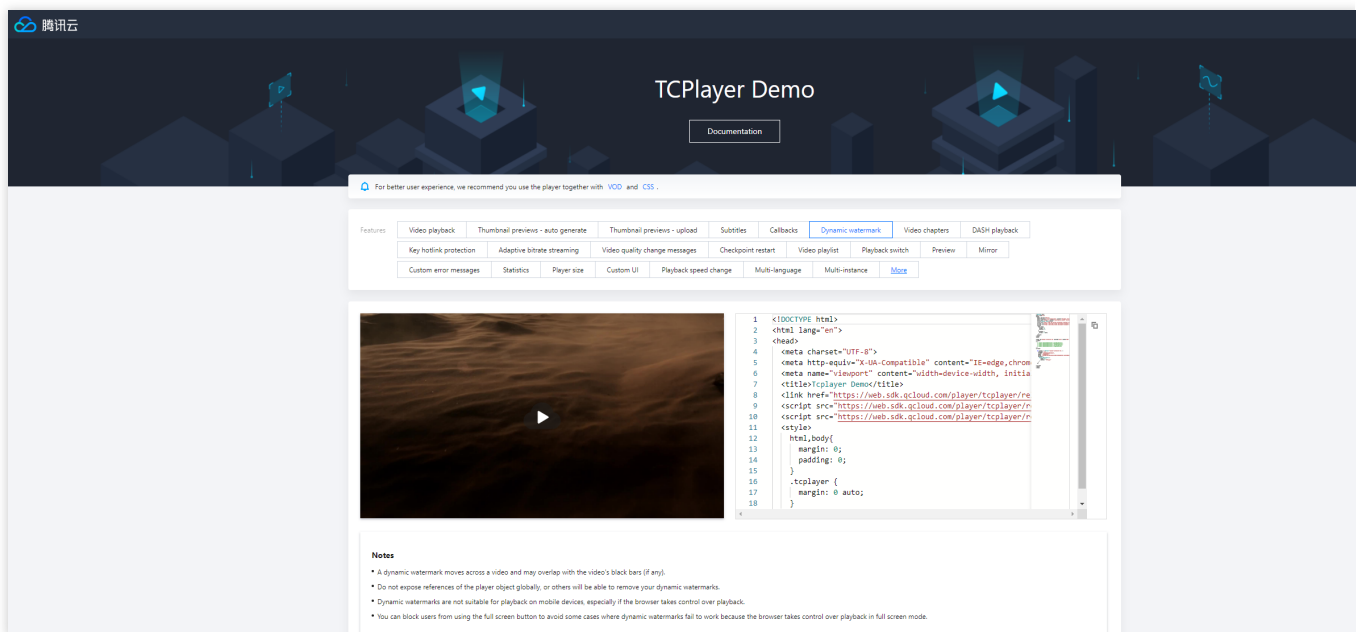 腾讯云
TCPlayer Demo
Documentation
For better user experience, we recommend you use the player together with VOD and CSS .
Features Video playback Thumbnail previews - auto generate Thumbnail previews - upload Subtitles Callbacks Dynamic watermark Video chapters DASH playback
Key hotlink protection Adaptive bitrate streaming Video quality change messages Checkpoint restart Video playlist Playback switch Preview Mirror
Custom error messages Statistics Player size Custom UI Playback speed change Multi-language Multi-instance More
1 <!DOCTYPE html>
2 <html lang="en">
3 <head>
4 <meta charset="UTF-8">
5 <meta http-equiv="X-UA-Compatible" content="IE=edge,chrom
6 <meta name="viewport" content="width=device-width, initia
7 <title>Tcplayer Demo</title>
8 <link href="https://web.sdk.qcloud.com/player/tcplayer/re
9 <script src="https://web.sdk.qcloud.com/player/tcplayer/r
10 <script src="https://web.sdk.qcloud.com/player/tcplayer/r
11 <style>
12 html,body{
13 margin: 0;
14 padding: 0;
15 }
16 .tcplayer {
17 margin: 0 auto;
18 }
Notes
• A dynamic watermark moves across a video and may overlap with the video's black bars (if any).
• Do not expose references of the player object globally, or others will be able to remove your dynamic watermarks.
• Dynamic watermarks are not suitable for playback on mobile devices, especially if the browser takes control over playback.
• You can block users from using the full screen button to avoid some cases where dynamic watermarks fail to work because the browser takes control over playback in full screen mode.